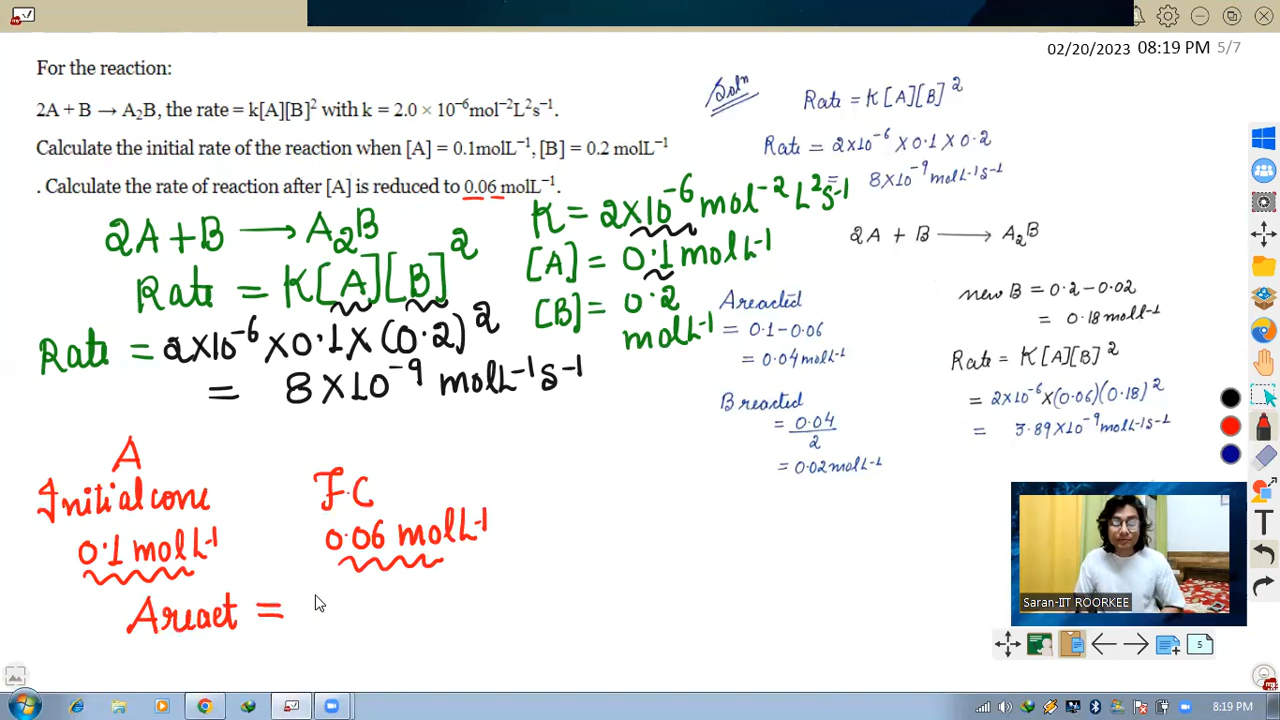 02/20/2023 08:19 PM 5/7
For the reaction:
2A + B → A₂B, the rate = k[A][B]² with k = 2.0 × 10⁻⁶mol⁻²L²s⁻¹.
Calculate the initial rate of the reaction when [A] = 0.1molL⁻¹, [B] = 0.2 molL⁻¹
. Calculate the rate of reaction after [A] is reduced to 0.06 molL⁻¹.
2A + B → A₂B
Rate = K[A][B]²
Rate = 2×10⁻⁶ × 0.1 × (0.2)²
= 8×10⁻⁹ molL⁻¹s⁻¹
K = 2×10⁻⁶ mol⁻² L² s⁻¹
[A] = 0.1 molL⁻¹
[B] = 0.2
molL⁻¹
A
Initial conc
0.1 molL⁻¹
F.C
0.06 molL⁻¹
A react =
Solⁿ
Rate = K[A][B]²
Rate = 2×10⁻⁶ × 0.1 × 0.2
= 8×10⁻⁹ molL⁻¹s⁻¹
2A + B → A₂B
A reacted
= 0.1 - 0.06
= 0.04 molL⁻¹
B reacted
= 0.04
2
= 0.02 molL⁻¹
new B = 0.2 - 0.02
= 0.18 molL⁻¹
Rate = K[A][B]²
= 2×10⁻⁶ × (0.06)(0.18)²
= 3.89×10⁻⁹ molL⁻¹s⁻¹
Saran-IIT ROORKEE
T
5
8:19 PM